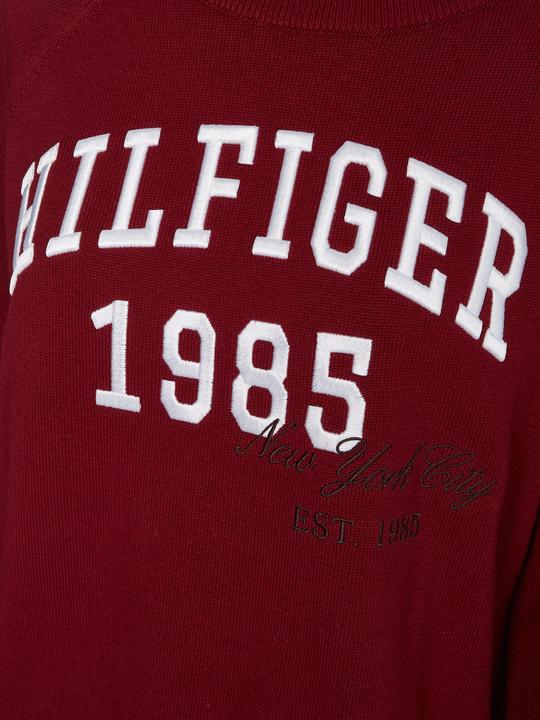 HILFIGER
1985
New York City
EST. 1985